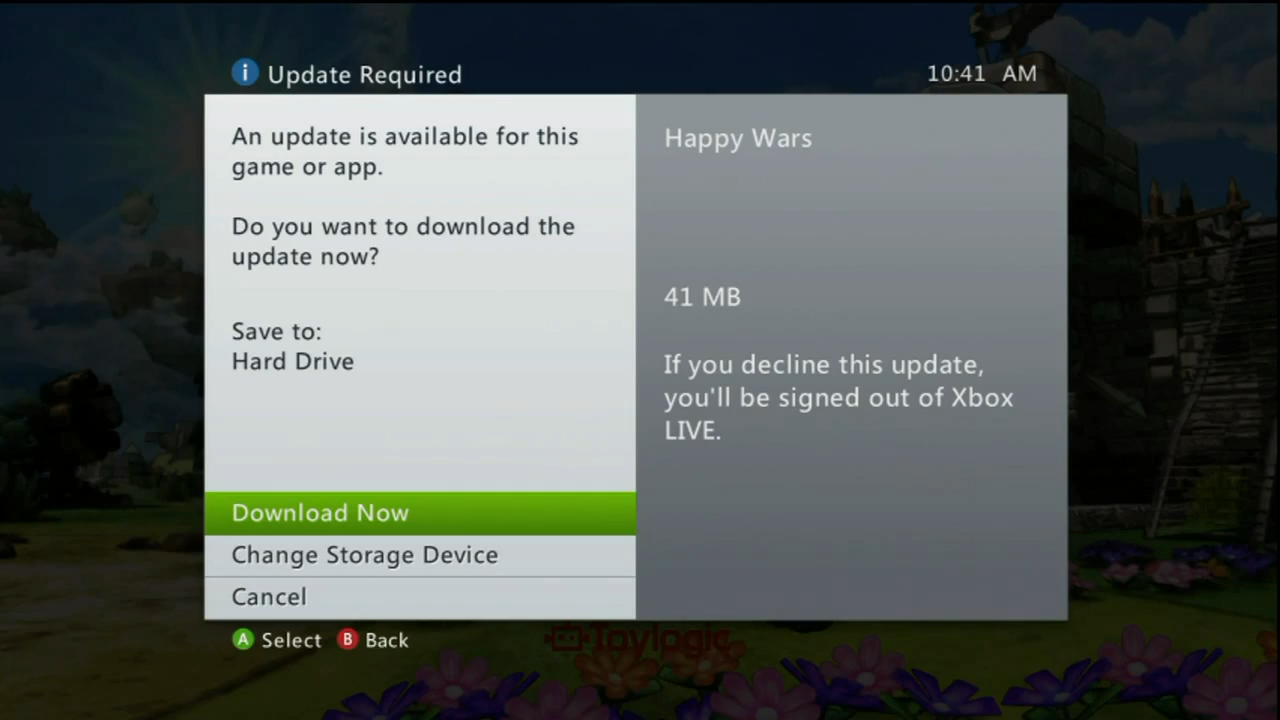 Update Required
10:41 AM
An update is available for this
game or app.
Do you want to download the
update now?
Save to:
Hard Drive
Download Now
Change Storage Device
Cancel
Happy Wars
41 MB
If you decline this update,
you'll be signed out of Xbox
LIVE.
A Select B Back
Toylogic